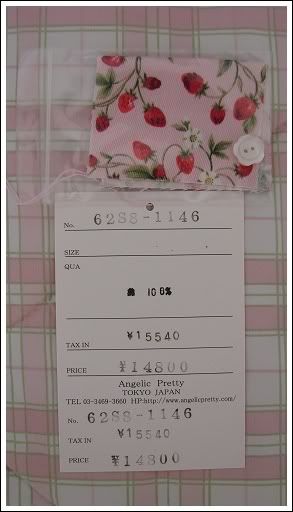 No. 62SS-1146
SIZE
QUA
100%
TAX IN ¥15540
PRICE ¥14800
Angelic Pretty
TOKYO JAPAN
TEL 03-3469-3660 HP:http://www.angelicpretty.com/
No. 62SS-1146
TAX IN ¥15540
PRICE ¥14800